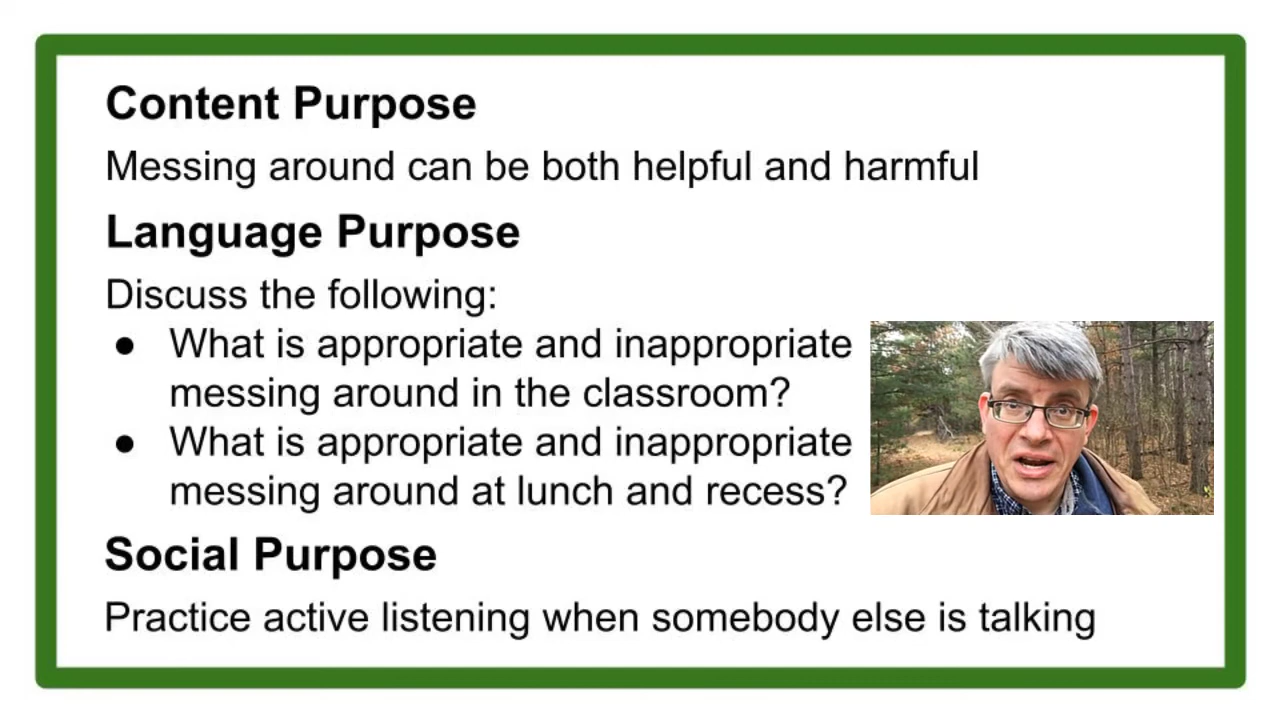 Content Purpose
Messing around can be both helpful and harmful
Language Purpose
Discuss the following:
● What is appropriate and inappropriate
messing around in the classroom?
● What is appropriate and inappropriate
messing around at lunch and recess?
Social Purpose
Practice active listening when somebody else is talking